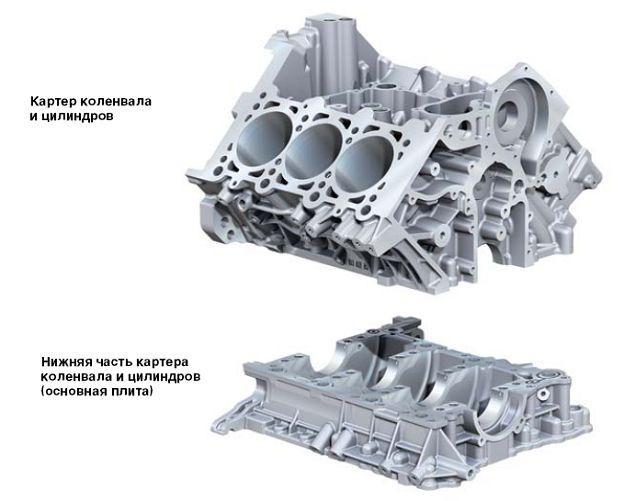 Картер коленвала
и цилиндров
Нижняя часть картера
коленвала и цилиндров
(основная плита)